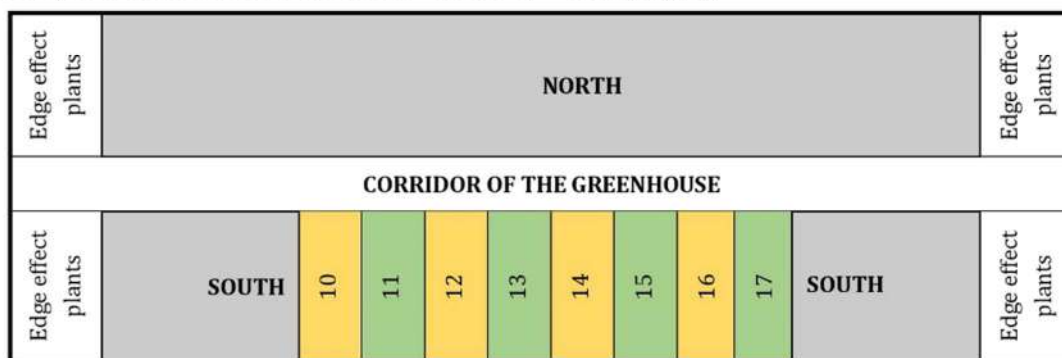 Edge effect
plants
NORTH
Edge effect
plants
CORRIDOR OF THE GREENHOUSE
Edge effect
plants
SOUTH
10
11
12
13
14
15
16
17
SOUTH
Edge effect
plants